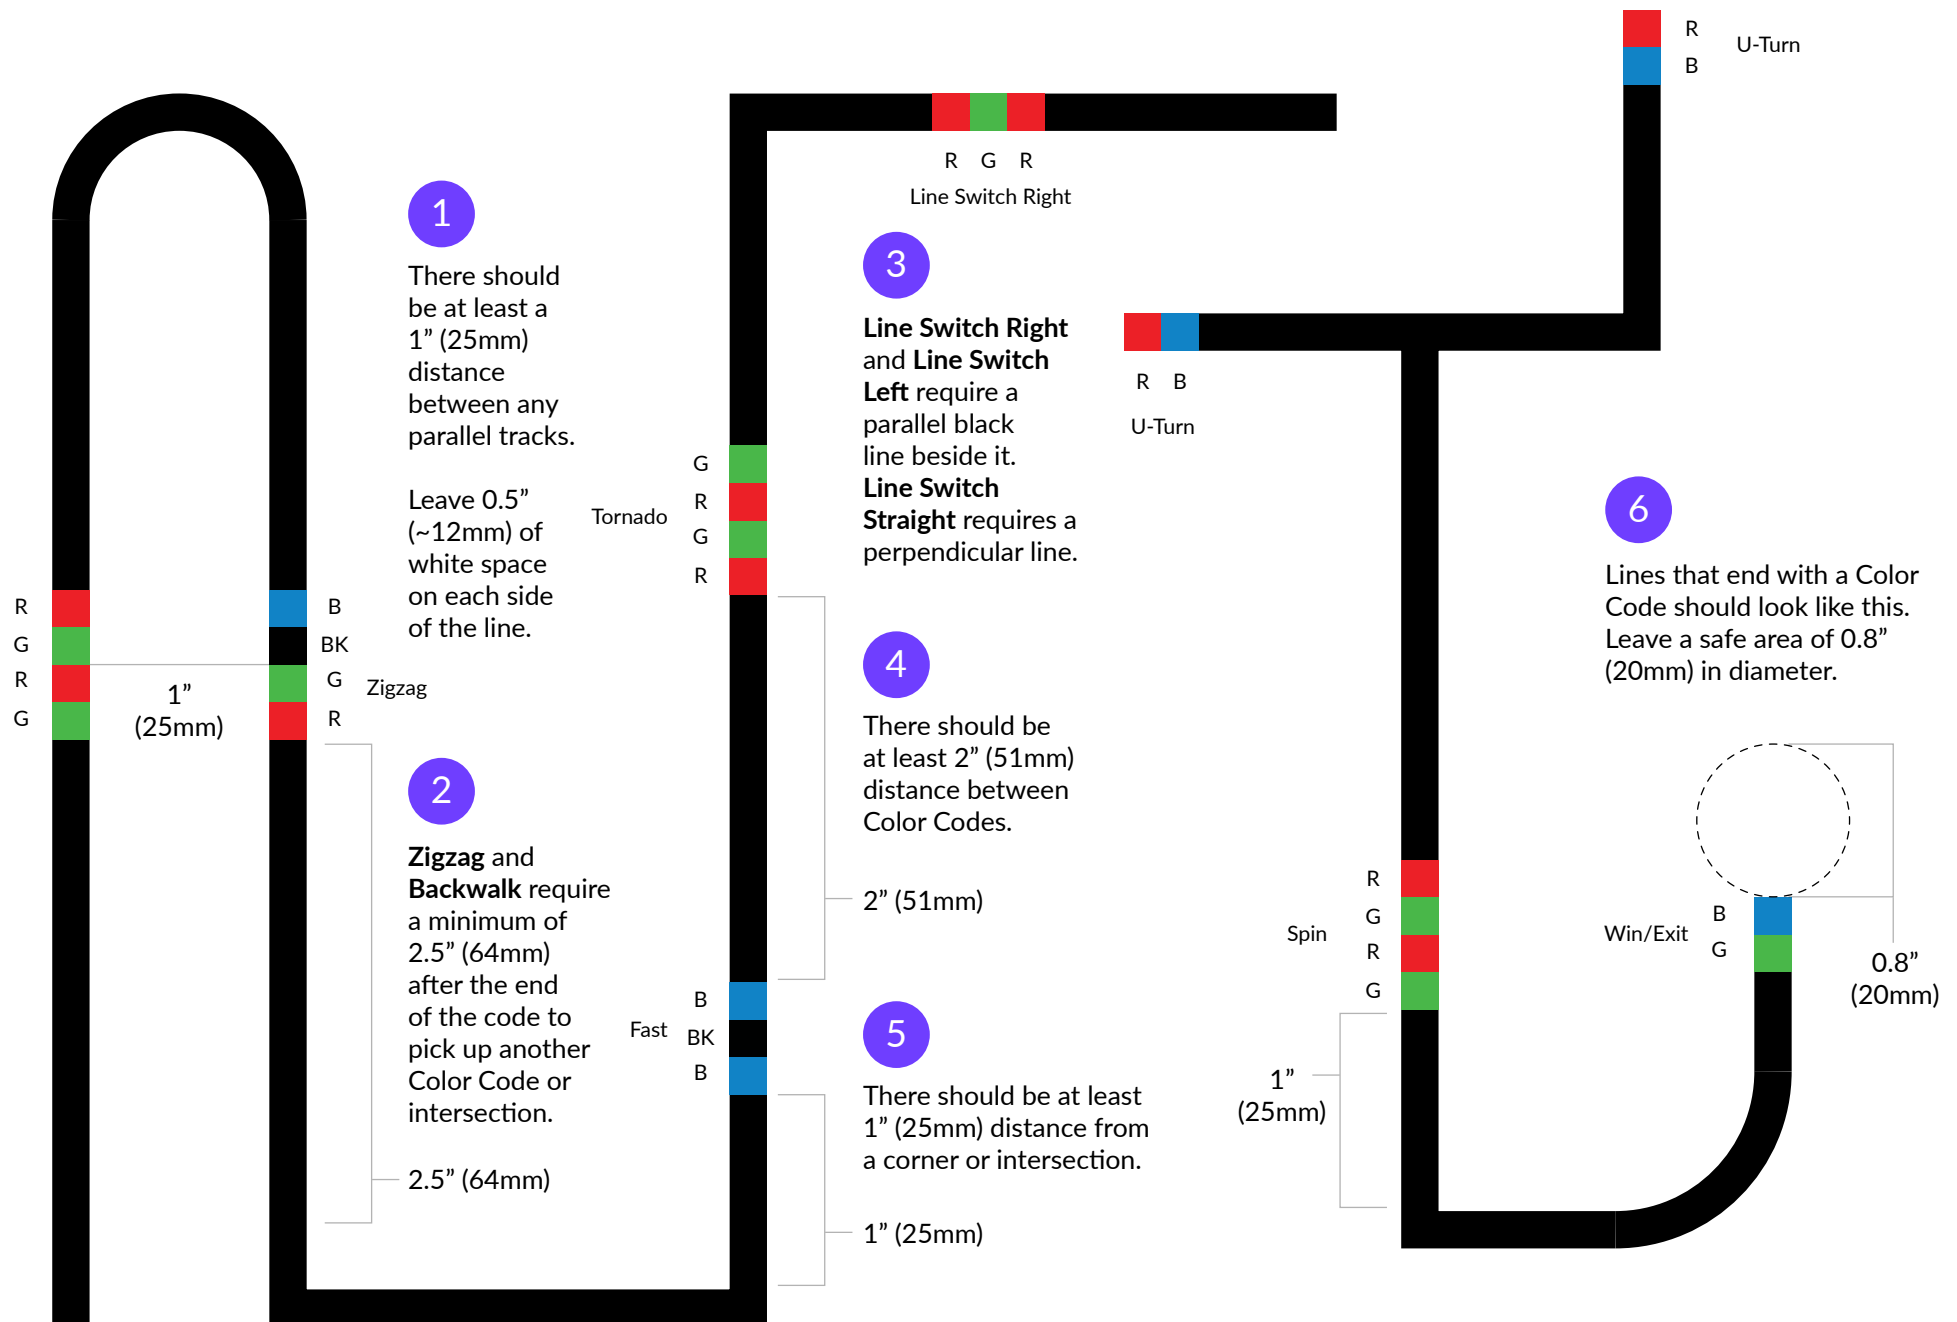 R
G
R
G
1”
(25mm)
B
BK
G
R
Zigzag
1
There should
be at least a
1” (25mm)
distance
between any
parallel tracks.
Leave 0.5”
(~12mm) of
white space
on each side
of the line.
2
Zigzag and
Backwalk require
a minimum of
2.5” (64mm)
after the end
of the code to
pick up another
Color Code or
intersection.
2.5” (64mm)
Tornado
G
R
G
R
Fast
B
BK
B
R G R
Line Switch Right
3
Line Switch Right
and Line Switch
Left require a
parallel black
line beside it.
Line Switch
Straight requires a
perpendicular line.
4
There should be
at least 2” (51mm)
distance between
Color Codes.
2” (51mm)
5
There should be at least
1” (25mm) distance from
a corner or intersection.
1” (25mm)
R B
U-Turn
R
B
U-Turn
Spin
R
G
R
G
1”
(25mm)
6
Lines that end with a Color
Code should look like this.
Leave a safe area of 0.8”
(20mm) in diameter.
Win/Exit
B
G
0.8”
(20mm)